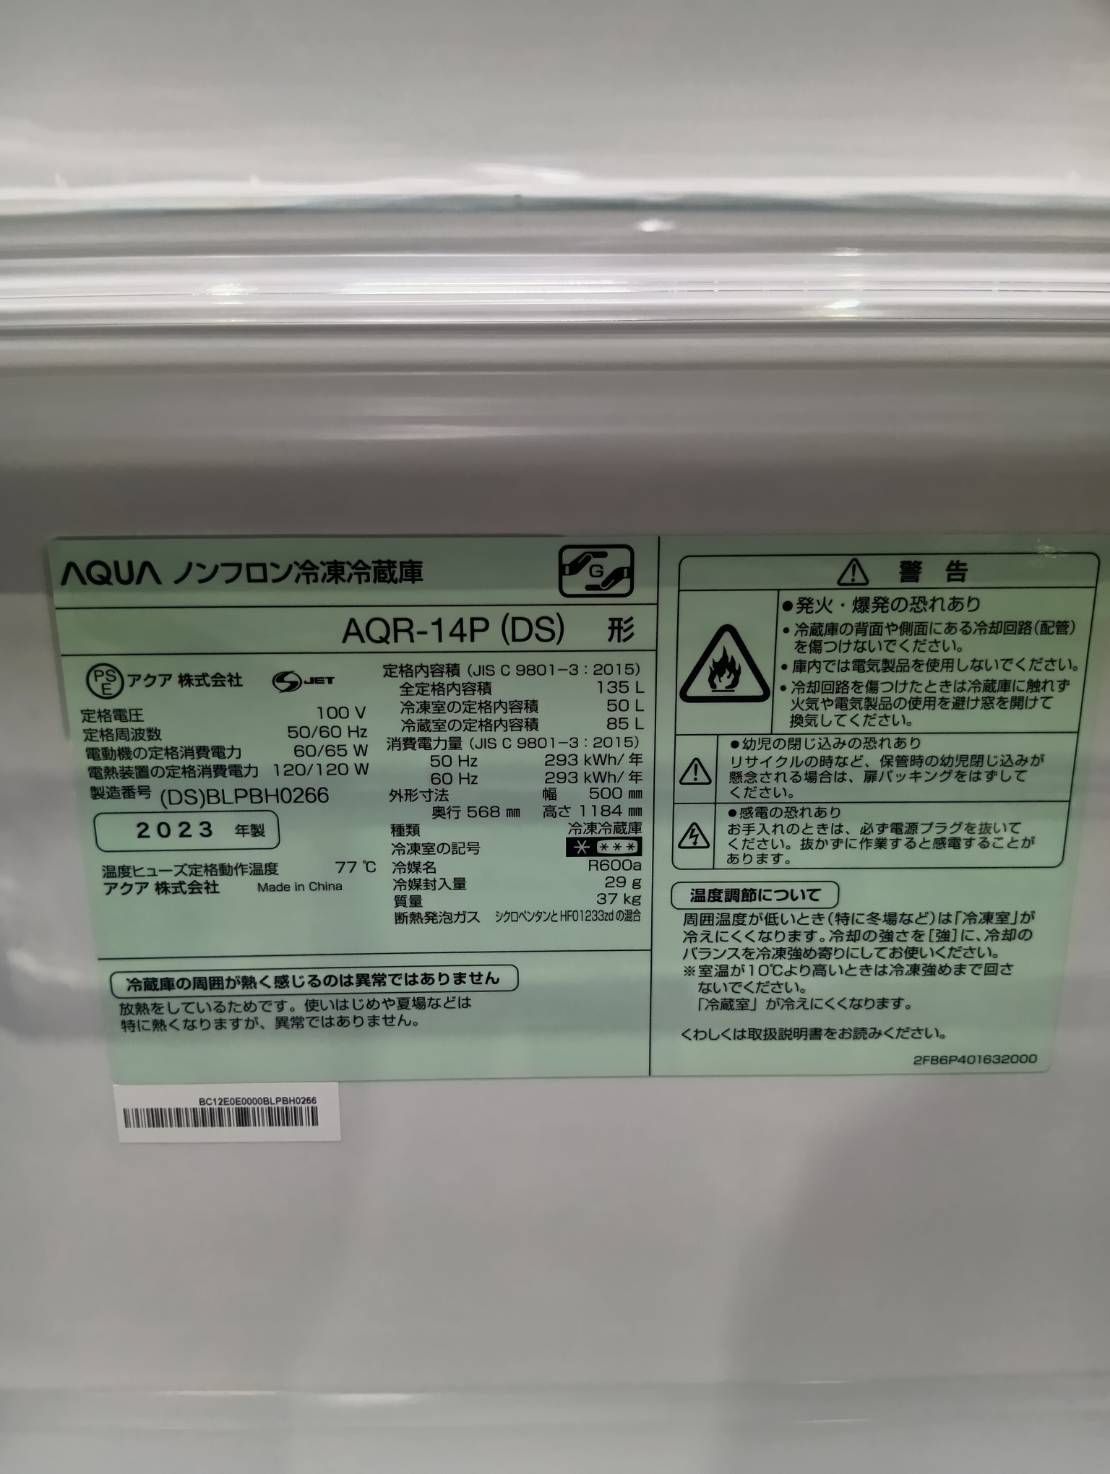 AQUA ノンフロン冷凍冷蔵庫
G
AQR-14P (DS) 形
PS E アクア 株式会社 S JET
定格電圧 100 V
定格周波数 50/60 Hz
電動機の定格消費電力 60/65 W
電熱装置の定格消費電力 120/120 W
製造番号 (DS)BLPBH0266
2023 年製
温度ヒューズ定格動作温度 77 ℃
アクア 株式会社 Made in China
定格内容積 (JIS C 9801-3:2015)
全定格内容積 135 L
冷凍室の定格内容積 50 L
冷蔵室の定格内容積 85 L
消費電力量 (JIS C 9801-3:2015)
50 Hz 293 kWh/年
60 Hz 293 kWh/年
外形寸法 幅 500 ㎜
奥行 568 ㎜ 高さ 1184 ㎜
種類 冷凍冷蔵庫
冷凍室の記号 * ***
冷媒名 R600a
冷媒封入量 29 g
質量 37 kg
断熱発泡ガス シクロペンタンとHFO1233zdの混合
冷蔵庫の周囲が熱く感じるのは異常ではありません
放熱をしているためです。使いはじめや夏場などは
特に熱くなりますが、異常ではありません。
BC12E0E0000BLPBH0266
警 告
●発火・爆発の恐れあり
・冷蔵庫の背面や側面にある冷却回路(配管)
を傷つけないでください。
・庫内では電気製品を使用しないでください。
・冷却回路を傷つけたときは冷蔵庫に触れず
火気や電気製品の使用を避け窓を開けて
換気してください。
●幼児の閉じ込みの恐れあり
リサイクルの時など、保管時の幼児閉じ込みが
懸念される場合は、扉パッキングをはずして
ください。
●感電の恐れあり
お手入れのときは、必ず電源プラグを抜いて
ください。抜かずに作業すると感電することが
あります。
温度調節について
周囲温度が低いとき(特に冬場など)は「冷凍室」が
冷えにくくなります。冷却の強さを[強]に、冷却の
バランスを冷凍強め寄りにしてお使いください。
※室温が10℃より高いときは冷凍強めまで回さ
ないでください。
「冷蔵室」が冷えにくくなります。
くわしくは取扱説明書をお読みください。
2FB6P401632000